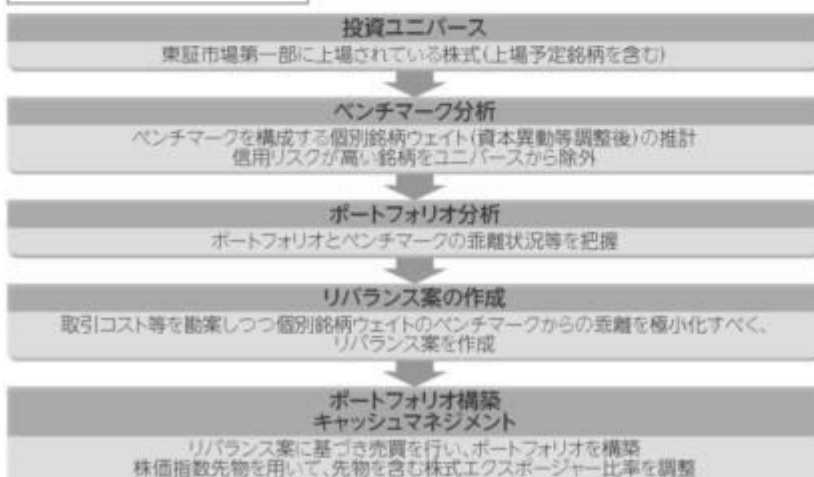 投資ユニバース
東証市場第一部に上場されている株式(上場予定銘柄を含む)
ベンチマーク分析
ベンチマークを構成する個別銘柄ウェイト(資本異動等調整後)の推計
信用リスクが高い銘柄をユニバースから除外
ポートフォリオ分析
ポートフォリオとベンチマークの乖離状況等を把握
リバランス案の作成
取引コスト等を勘案しつつ個別銘柄ウェイトのベンチマークからの乖離を極小化すべく、
リバランス案を作成
ポートフォリオ構築
キャッシュマネジメント
リバランス案に基づき売買を行い、ポートフォリオを構築
株価指数先物を用いて、先物を含む株式エクスポージャー比率を調整